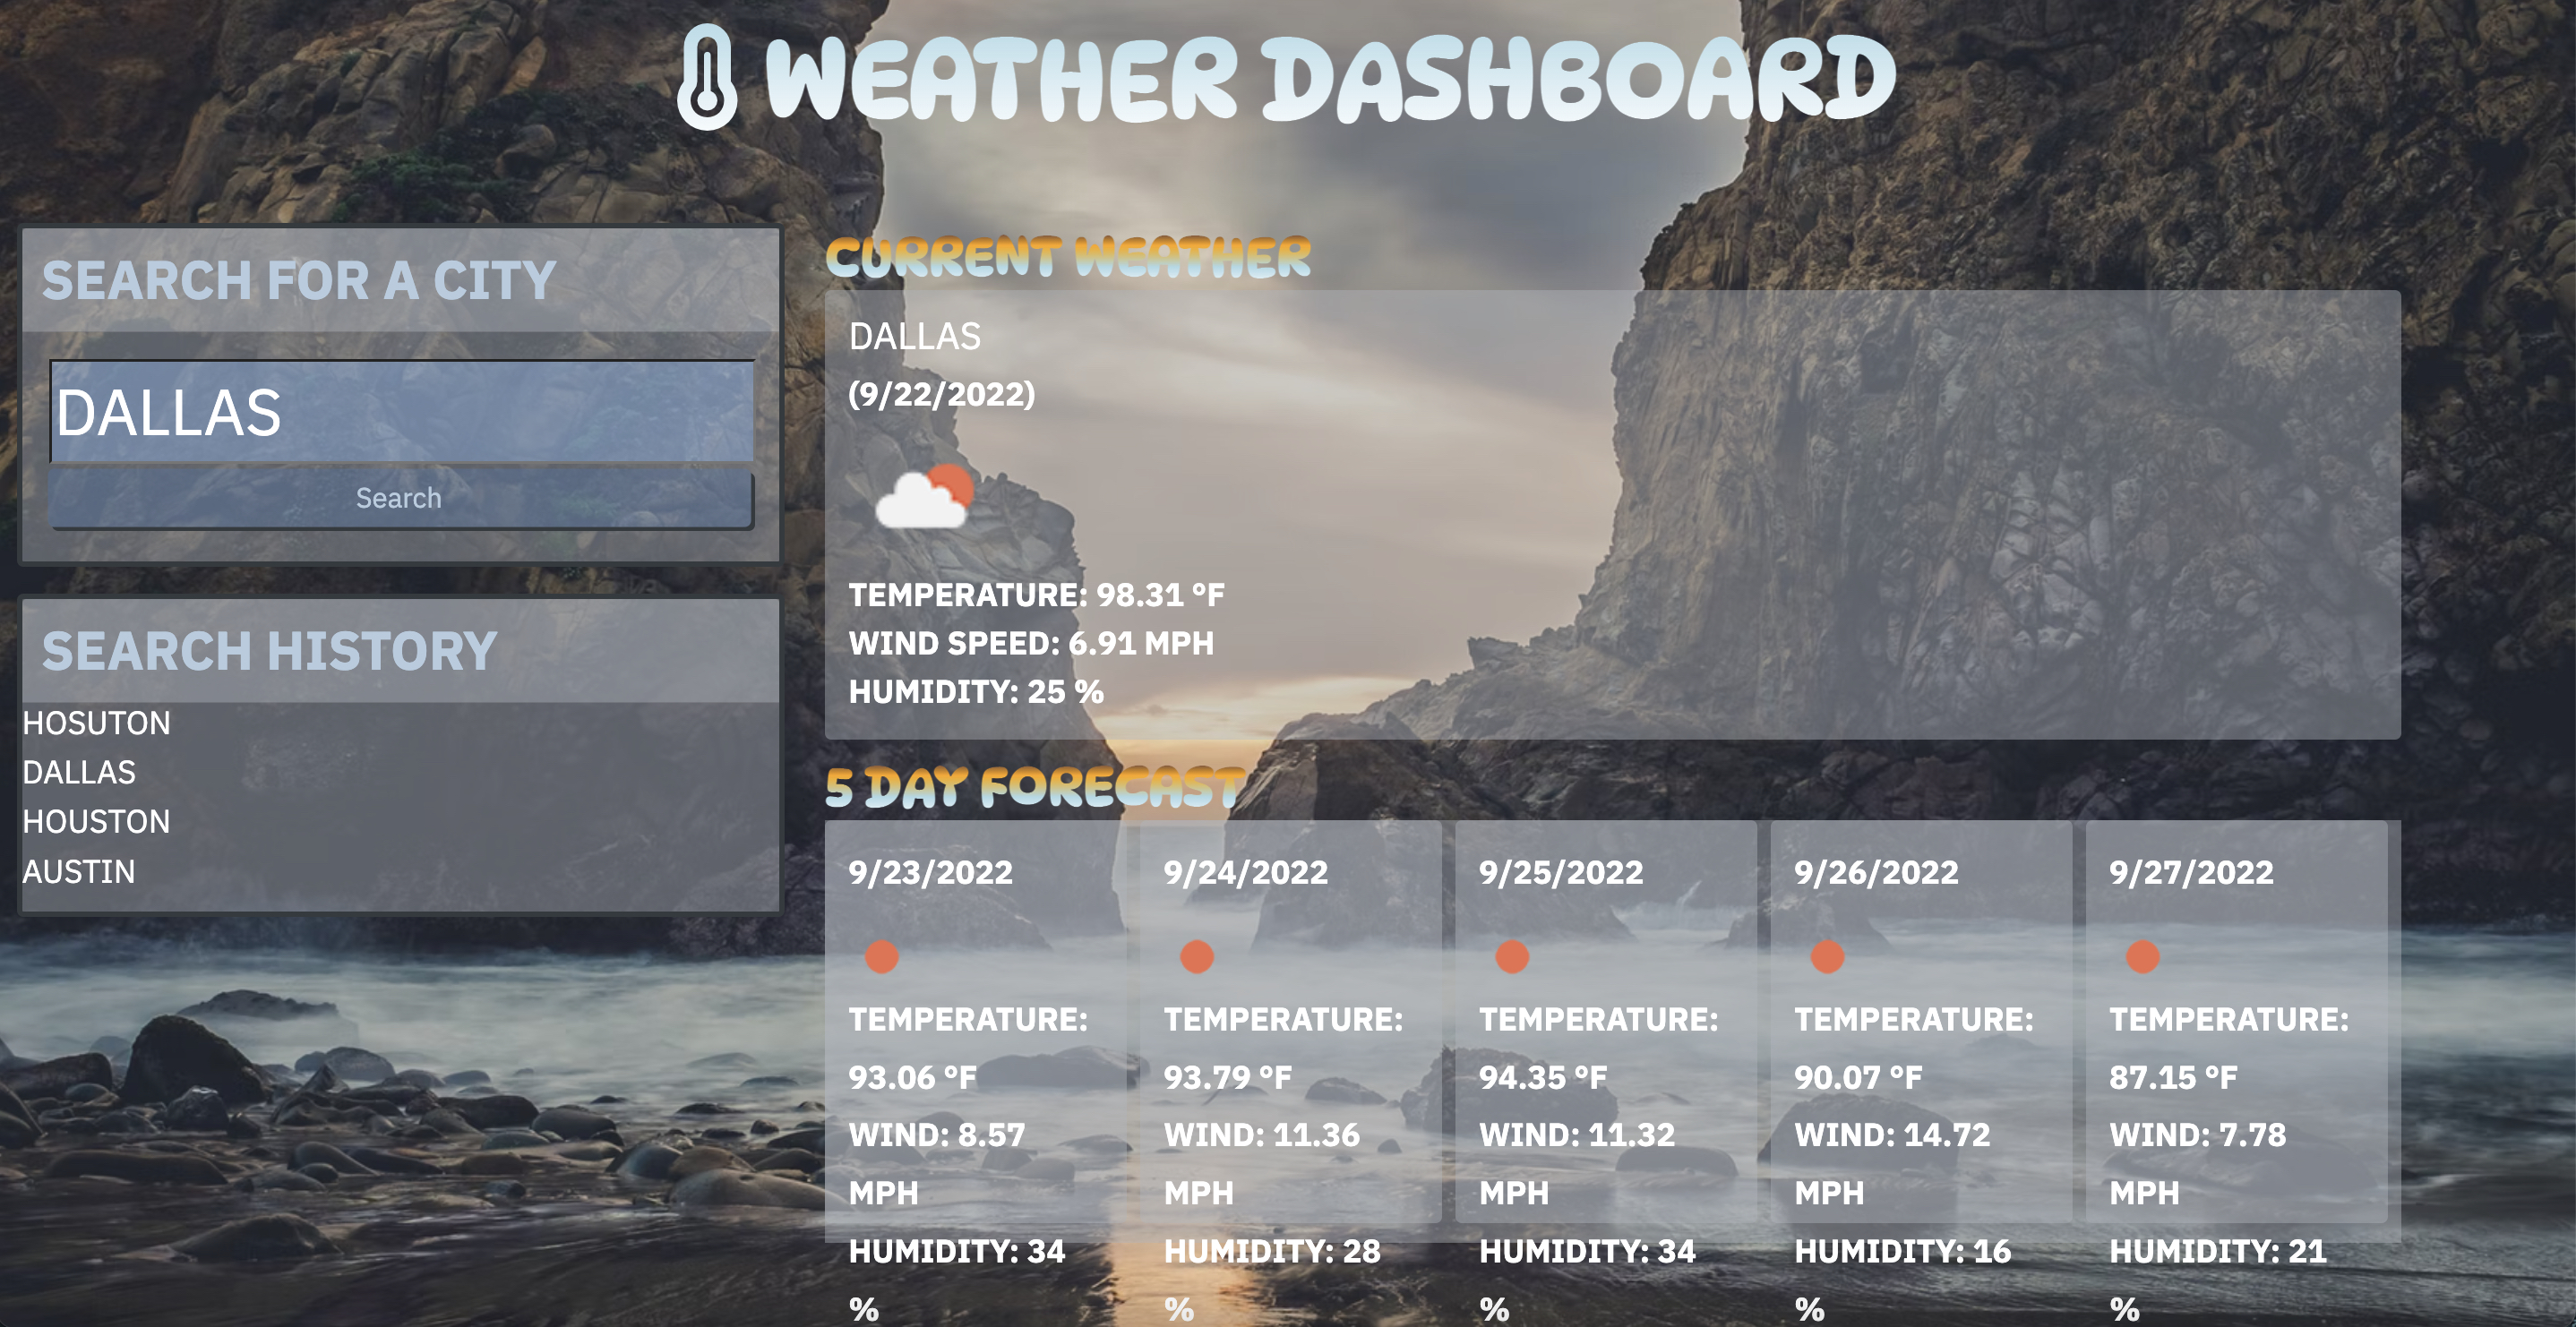 WEATHER DASHBOARD
SEARCH FOR A CITY
DALLAS
Search
SEARCH HISTORY
HOSUTON
DALLAS
HOUSTON
AUSTIN
CURRENT WEATHER
DALLAS
(9/22/2022)
TEMPERATURE: 98.31 °F
WIND SPEED: 6.91 MPH
HUMIDITY: 25 %
5 DAY FORECAST
9/23/2022
TEMPERATURE:
93.06 °F
WIND: 8.57
MPH
HUMIDITY: 34
%
9/24/2022
TEMPERATURE:
93.79 °F
WIND: 11.36
MPH
HUMIDITY: 28
%
9/25/2022
TEMPERATURE:
94.35 °F
WIND: 11.32
MPH
HUMIDITY: 34
%
9/26/2022
TEMPERATURE:
90.07 °F
WIND: 14.72
MPH
HUMIDITY: 16
%
9/27/2022
TEMPERATURE:
87.15 °F
WIND: 7.78
MPH
HUMIDITY: 21
%